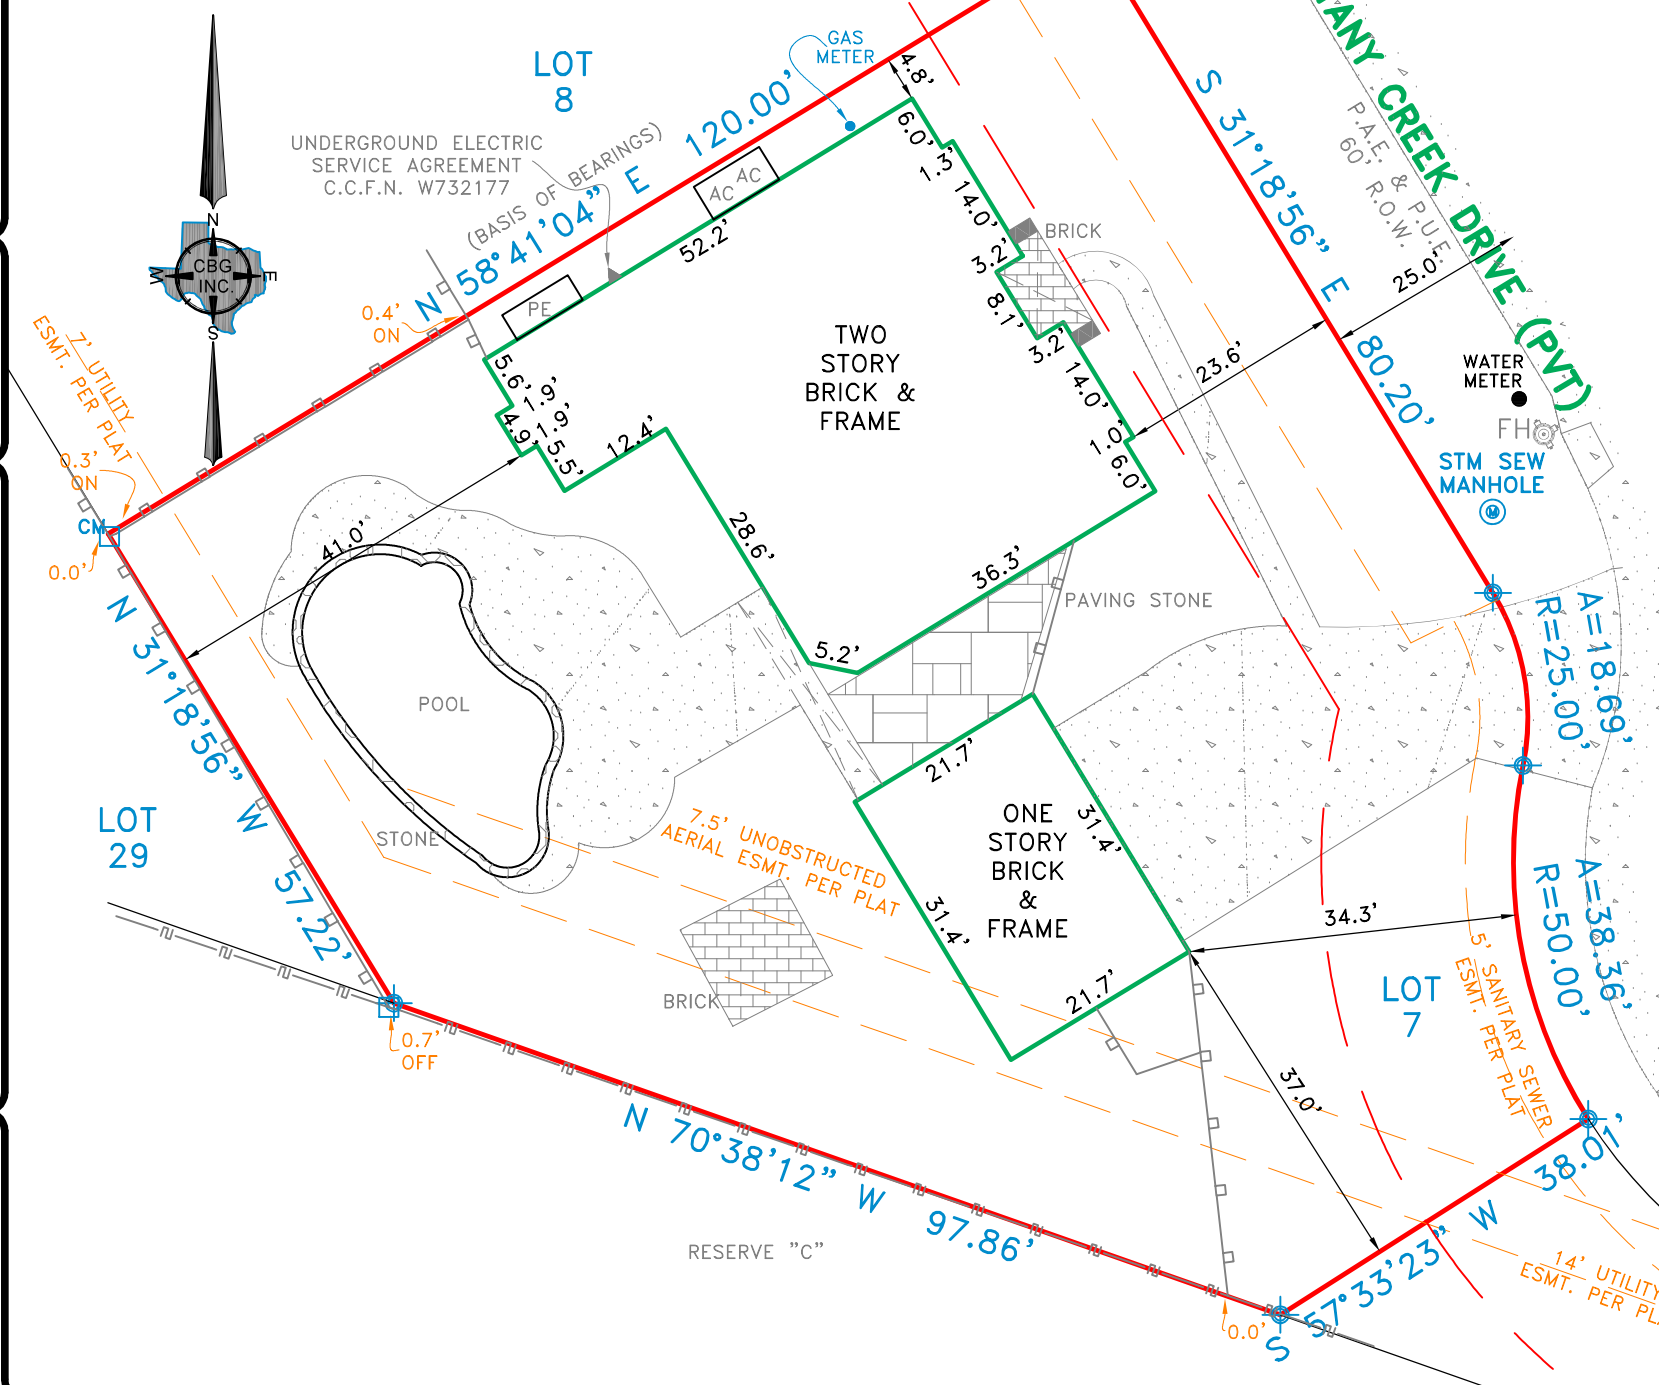 LOT
8
GAS
METER
4.8'
N 58°41'04" E 120.00'
(BASIS OF BEARINGS)
UNDERGROUND ELECTRIC
SERVICE AGREEMENT
C.C.F.N. W732177
N
W
E
S
CBG
INC.
AC
AC
PE
52.2'
6.0'
1.3'
14.0'
3.2'
8.1'
3.2'
14.0'
1.0'
6.0'
BRICK
S 31°18'56" E 80.20'
CREEK DRIVE (PVT)
P.A.E. & P.U.E.
60' R.O.W.
25.0'
23.6'
WATER
METER
FH
STM SEW
MANHOLE
M
TWO
STORY
BRICK &
FRAME
0.4'
ON
7' UTILITY
ESMT. PER PLAT
0.3'
ON
CM
0.0'
5.6'
1.9'
1.9'
4.9'
5.5'
12.4'
28.6'
36.3'
5.2'
41.0'
PAVING STONE
A=18.69'
R=25.00'
N 31°18'56" W 57.22'
POOL
STONE
LOT
29
21.7'
31.4'
31.4'
21.7'
ONE
STORY
BRICK
&
FRAME
7.5' UNOBSTRUCTED
AERIAL ESMT. PER PLAT
BRICK
34.3'
A=38.36'
R=50.00'
5' SANITARY SEWER
ESMT. PER PLAT
LOT
7
37.0'
0.7'
OFF
N 70°38'12" W 97.86'
RESERVE "C"
S 57°33'23" W 38.01'
14' UTILITY
ESMT. PER
0.0'